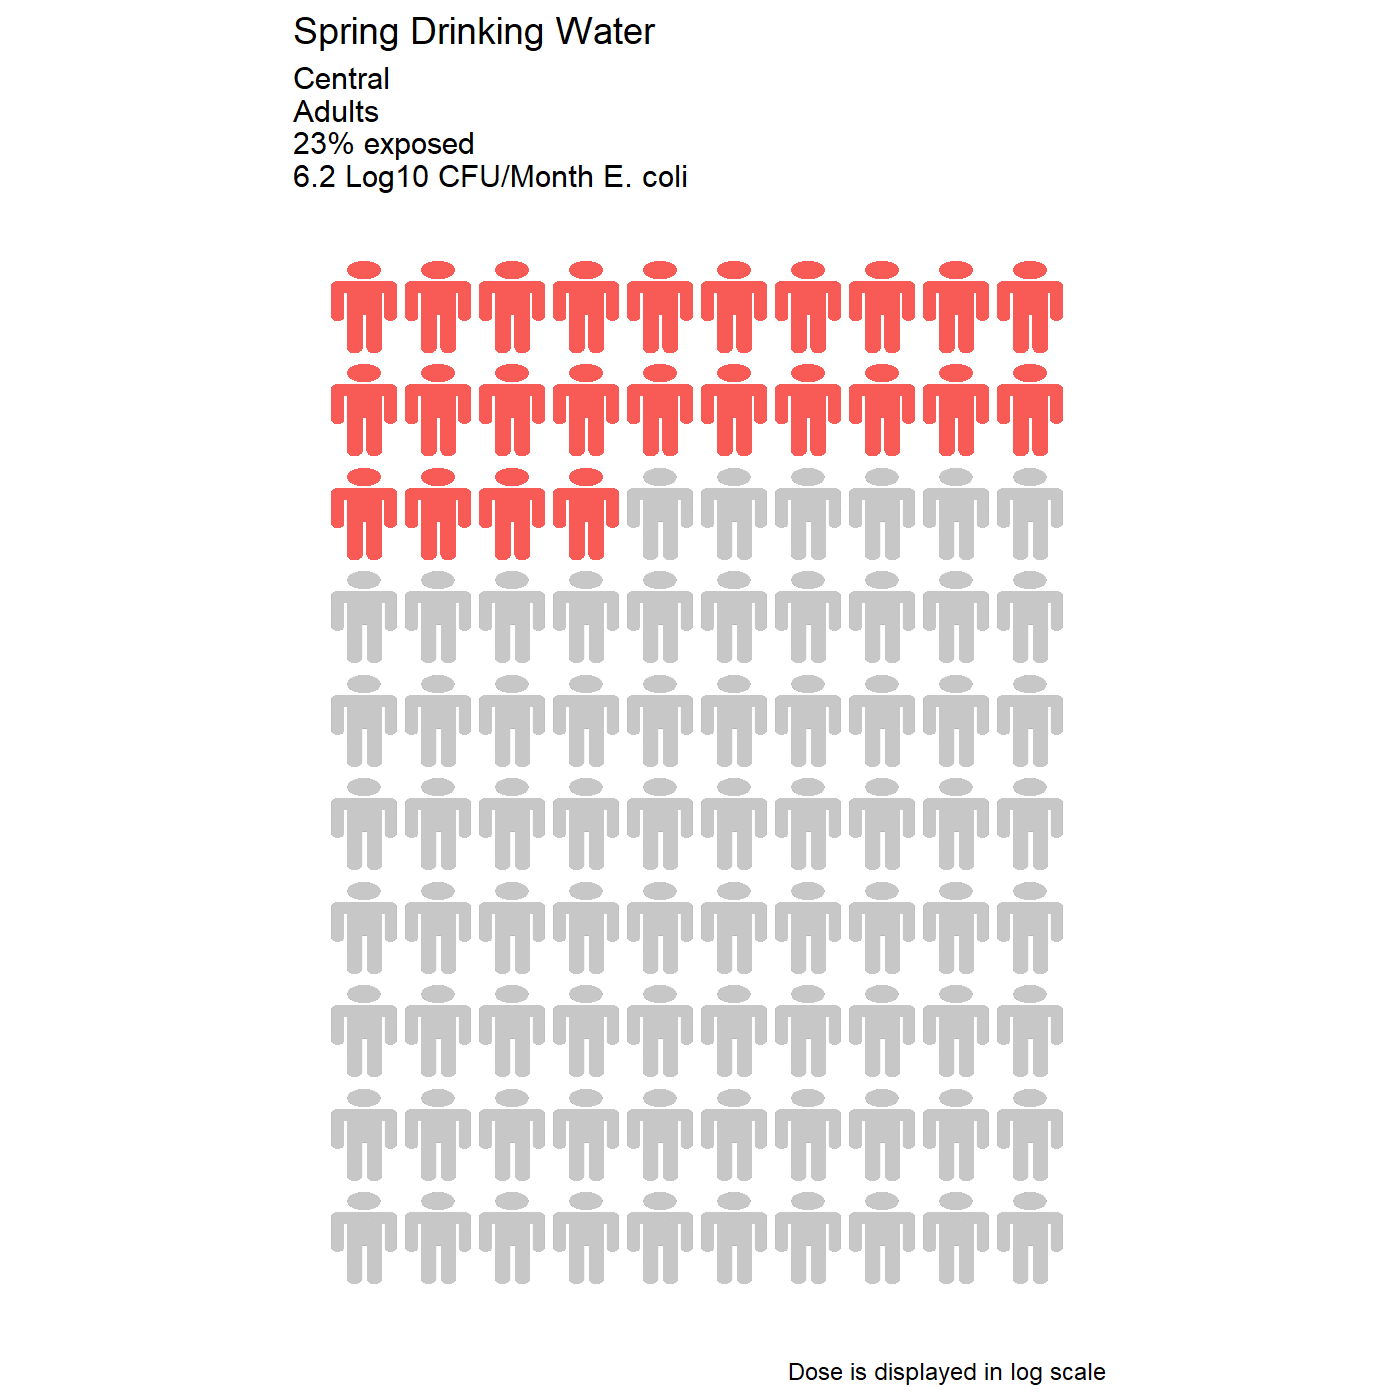 Spring Drinking Water
Central
Adults
23% exposed
6.2 Log10 CFU/Month E. coli
Dose is displayed in log scale